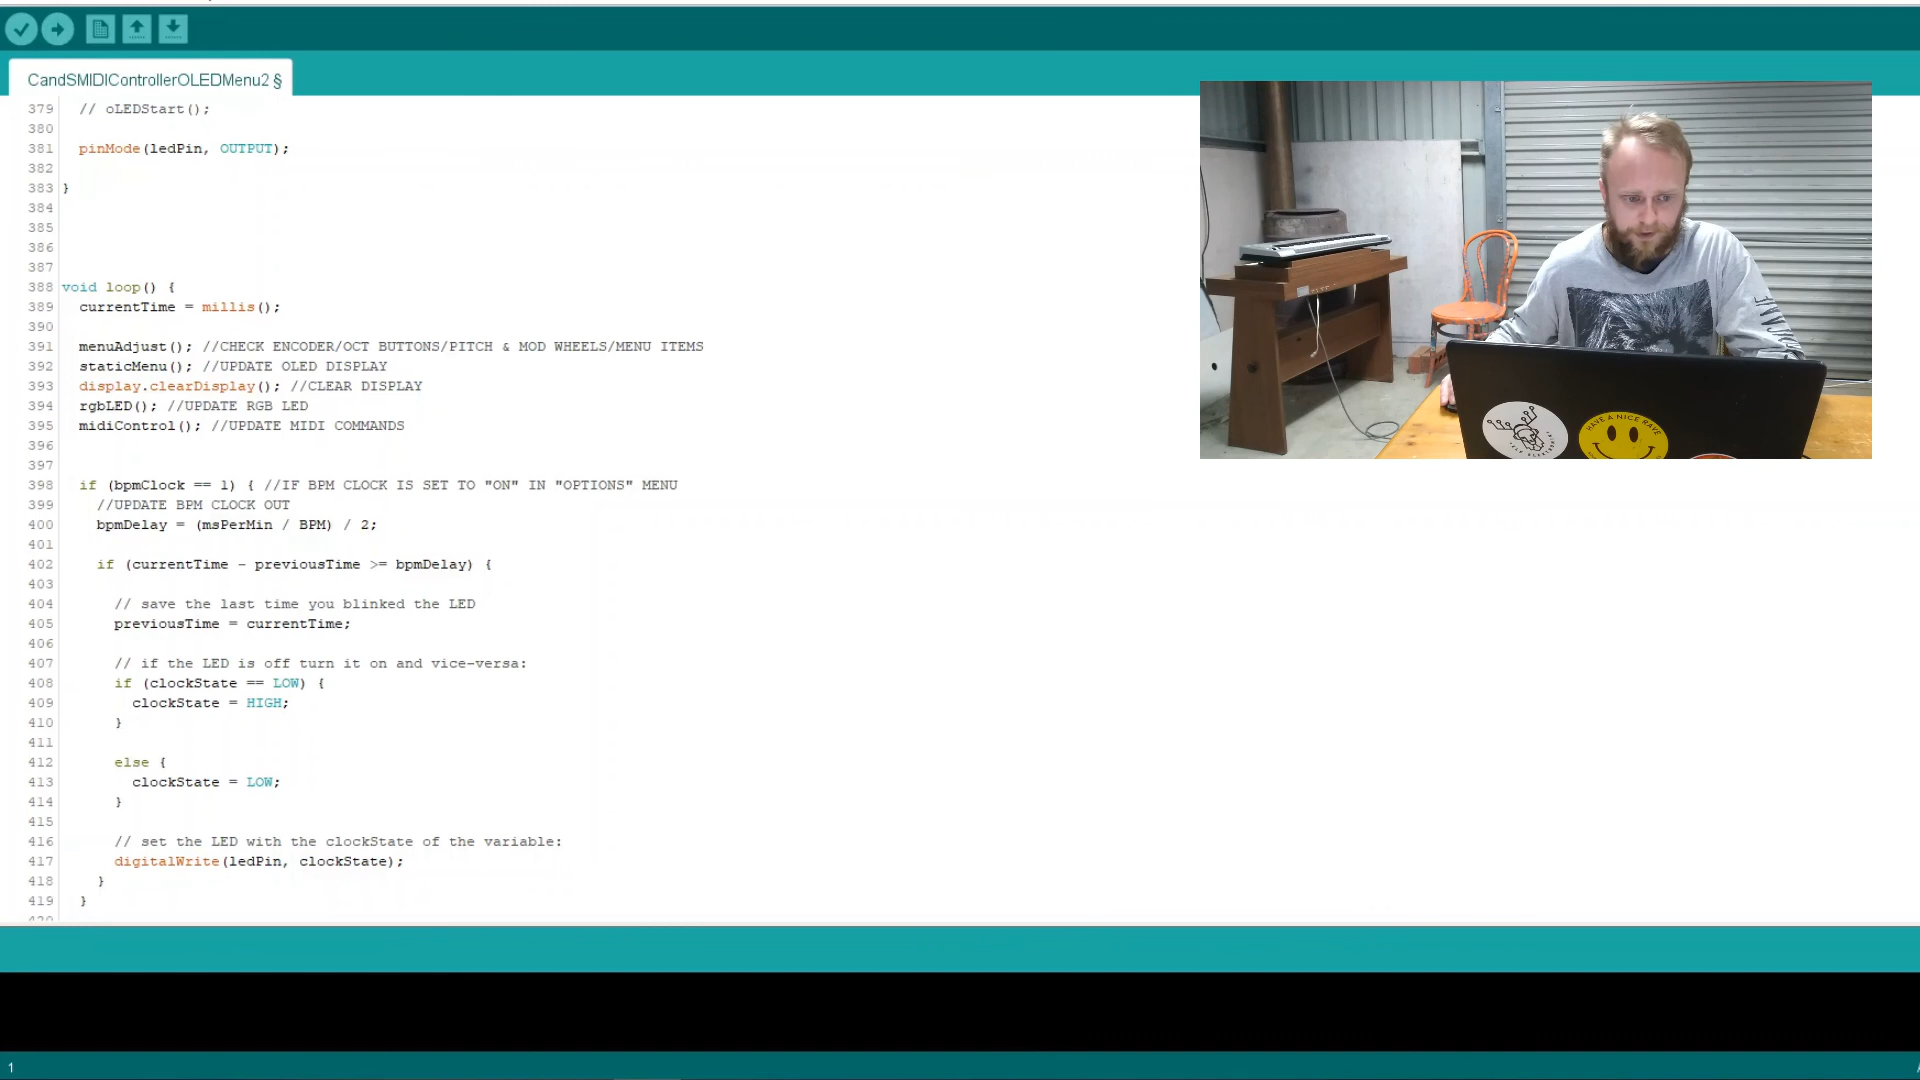 CandSMIDIControllerOLEDMenu2 §
379 // oLEDStart();
380
381 pinMode(ledPin, OUTPUT);
382
383 }
384
385
386
387
388 void loop() {
389 currentTime = millis();
390
391 menuAdjust(); //CHECK ENCODER/OCT BUTTONS/PITCH & MOD WHEELS/MENU ITEMS
392 staticMenu(); //UPDATE OLED DISPLAY
393 display.clearDisplay(); //CLEAR DISPLAY
394 rgbLED(); //UPDATE RGB LED
395 midiControl(); //UPDATE MIDI COMMANDS
396
397
398 if (bpmClock == 1) { //IF BPM CLOCK IS SET TO "ON" IN "OPTIONS" MENU
399 //UPDATE BPM CLOCK OUT
400 bpmDelay = (msPerMin / BPM) / 2;
401
402 if (currentTime - previousTime >= bpmDelay) {
403
404 // save the last time you blinked the LED
405 previousTime = currentTime;
406
407 // if the LED is off turn it on and vice-versa:
408 if (clockState == LOW) {
409 clockState = HIGH;
410 }
411
412 else {
413 clockState = LOW;
414 }
415
416 // set the LED with the clockState of the variable:
417 digitalWrite(ledPin, clockState);
418 }
419 }
420
HAVE A NICE RAVE
1